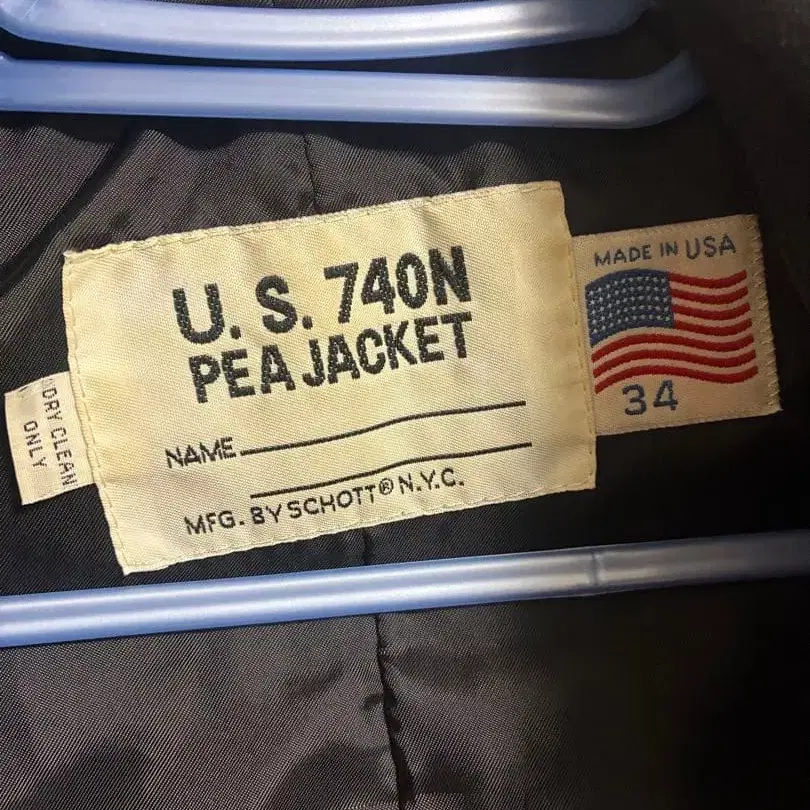 U. S. 740N
PEA JACKET
NAME
MFG. BY SCHOTT® N.Y.C.
MADE IN USA
34
DRY CLEAN
ONLY